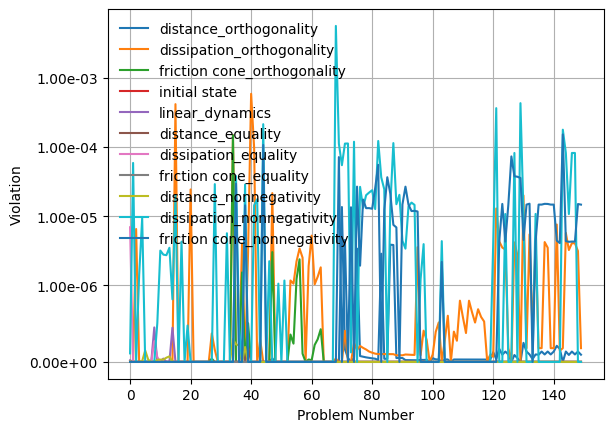 distance_orthogonality
dissipation_orthogonality
friction cone_orthogonality
initial state
linear_dynamics
distance_equality
dissipation_equality
friction cone_equality
distance_nonnegativity
dissipation_nonnegativity
friction cone_nonnegativity
1.00e-03
1.00e-04
1.00e-05
1.00e-06
0.00e+00
Violation
0 20 40 60 80 100 120 140
Problem Number